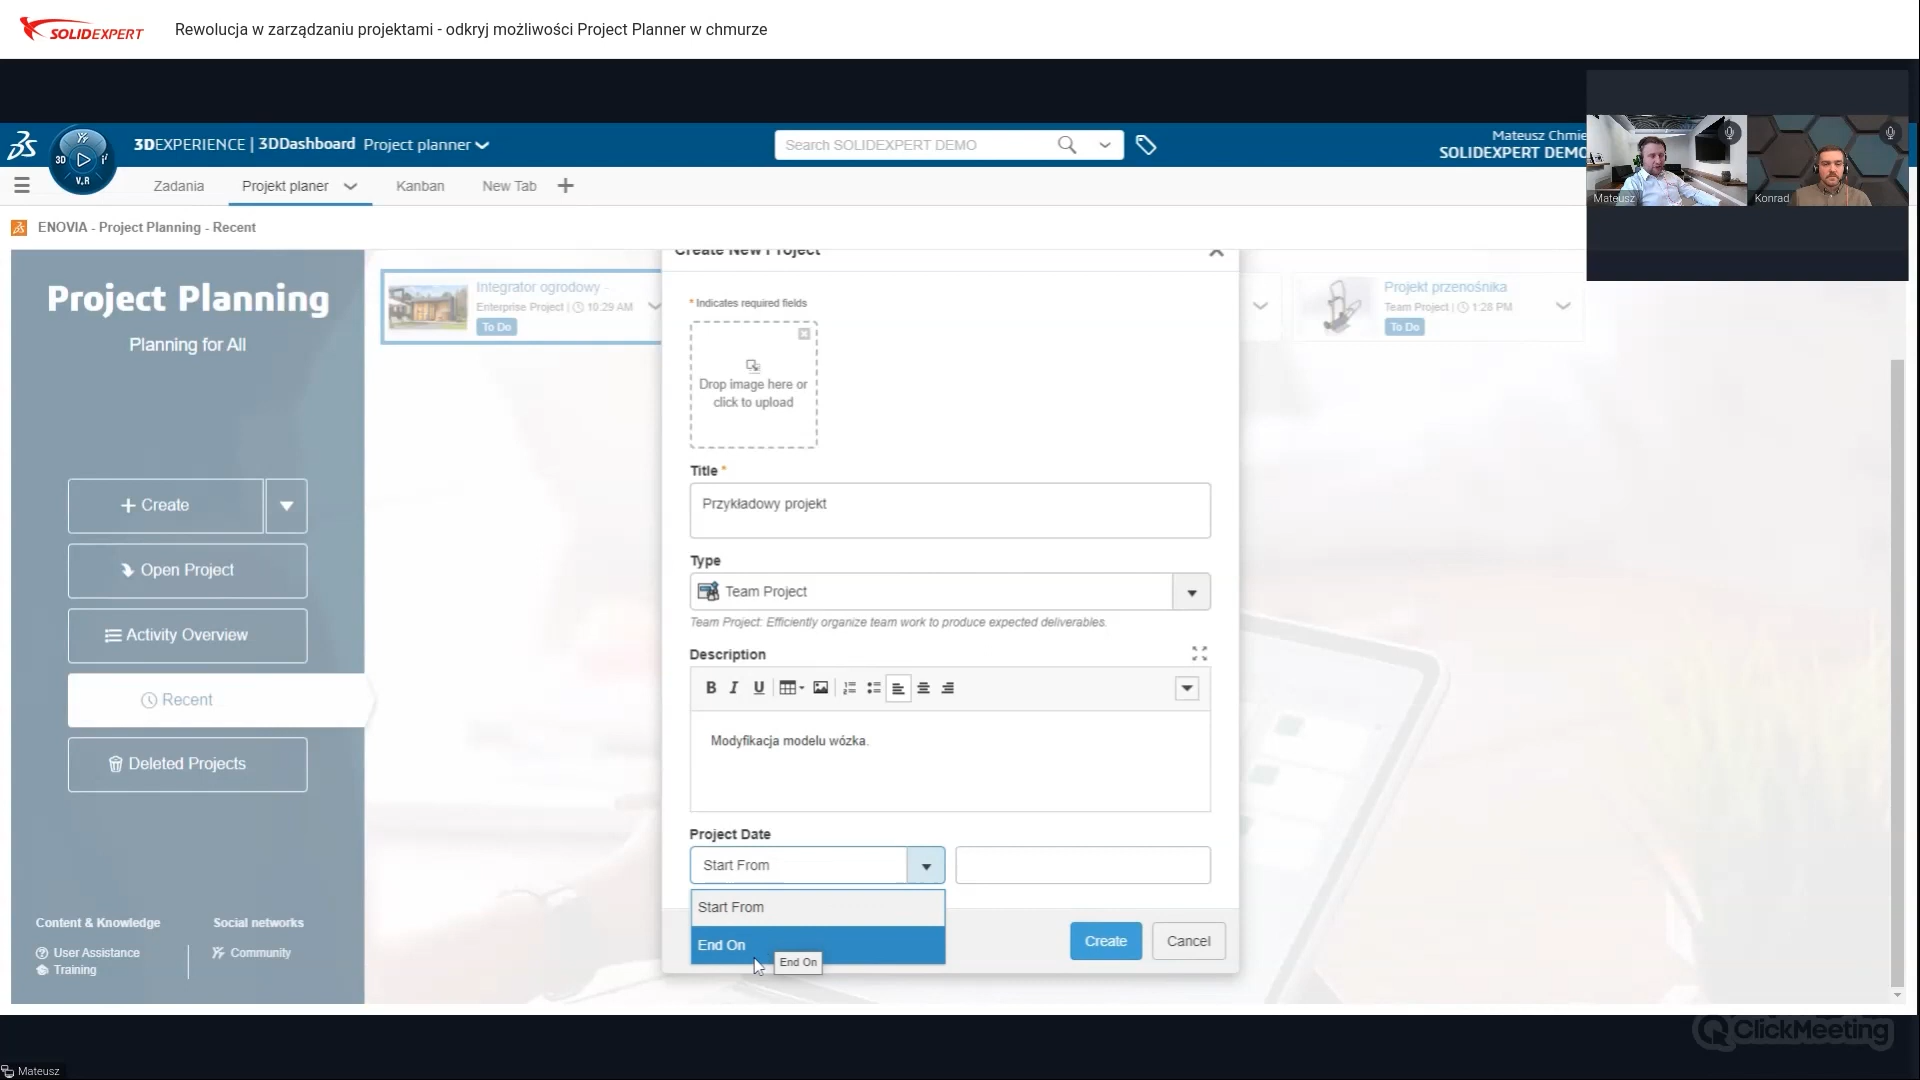 SOLIDEXPERT
Rewolucja w zarządzaniu projektami - odkryj możliwości Project Planner w chmurze
3DEXPERIENCE | 3DDashboard Project planner
Search SOLIDEXPERT DEMO
Mateusz Chmie
SOLIDEXPERT DEMO
3D
V.R
Zadania
Projekt planer
Kanban
New Tab
Mateusz
Konrad
ENOVIA - Project Planning - Recent
Project Planning
Planning for All
Create
Open Project
Activity Overview
Recent
Deleted Projects
Content & Knowledge
User Assistance
Training
Social networks
Community
Integrator ogrodowy -
Enterprise Project | 10:29 AM
To Do
Projekt przenośnika
Team Project | 1:28 PM
To Do
Create New Project
* Indicates required fields
Drop image here or
click to upload
Title *
Przykładowy projekt
Type
Team Project
Team Project: Efficiently organize team work to produce expected deliverables.
Description
B I U
Modyfikacja modelu wózka.
Project Date
Start From
Start From
End On
End On
Create
Cancel
ClickMeeting
Mateusz